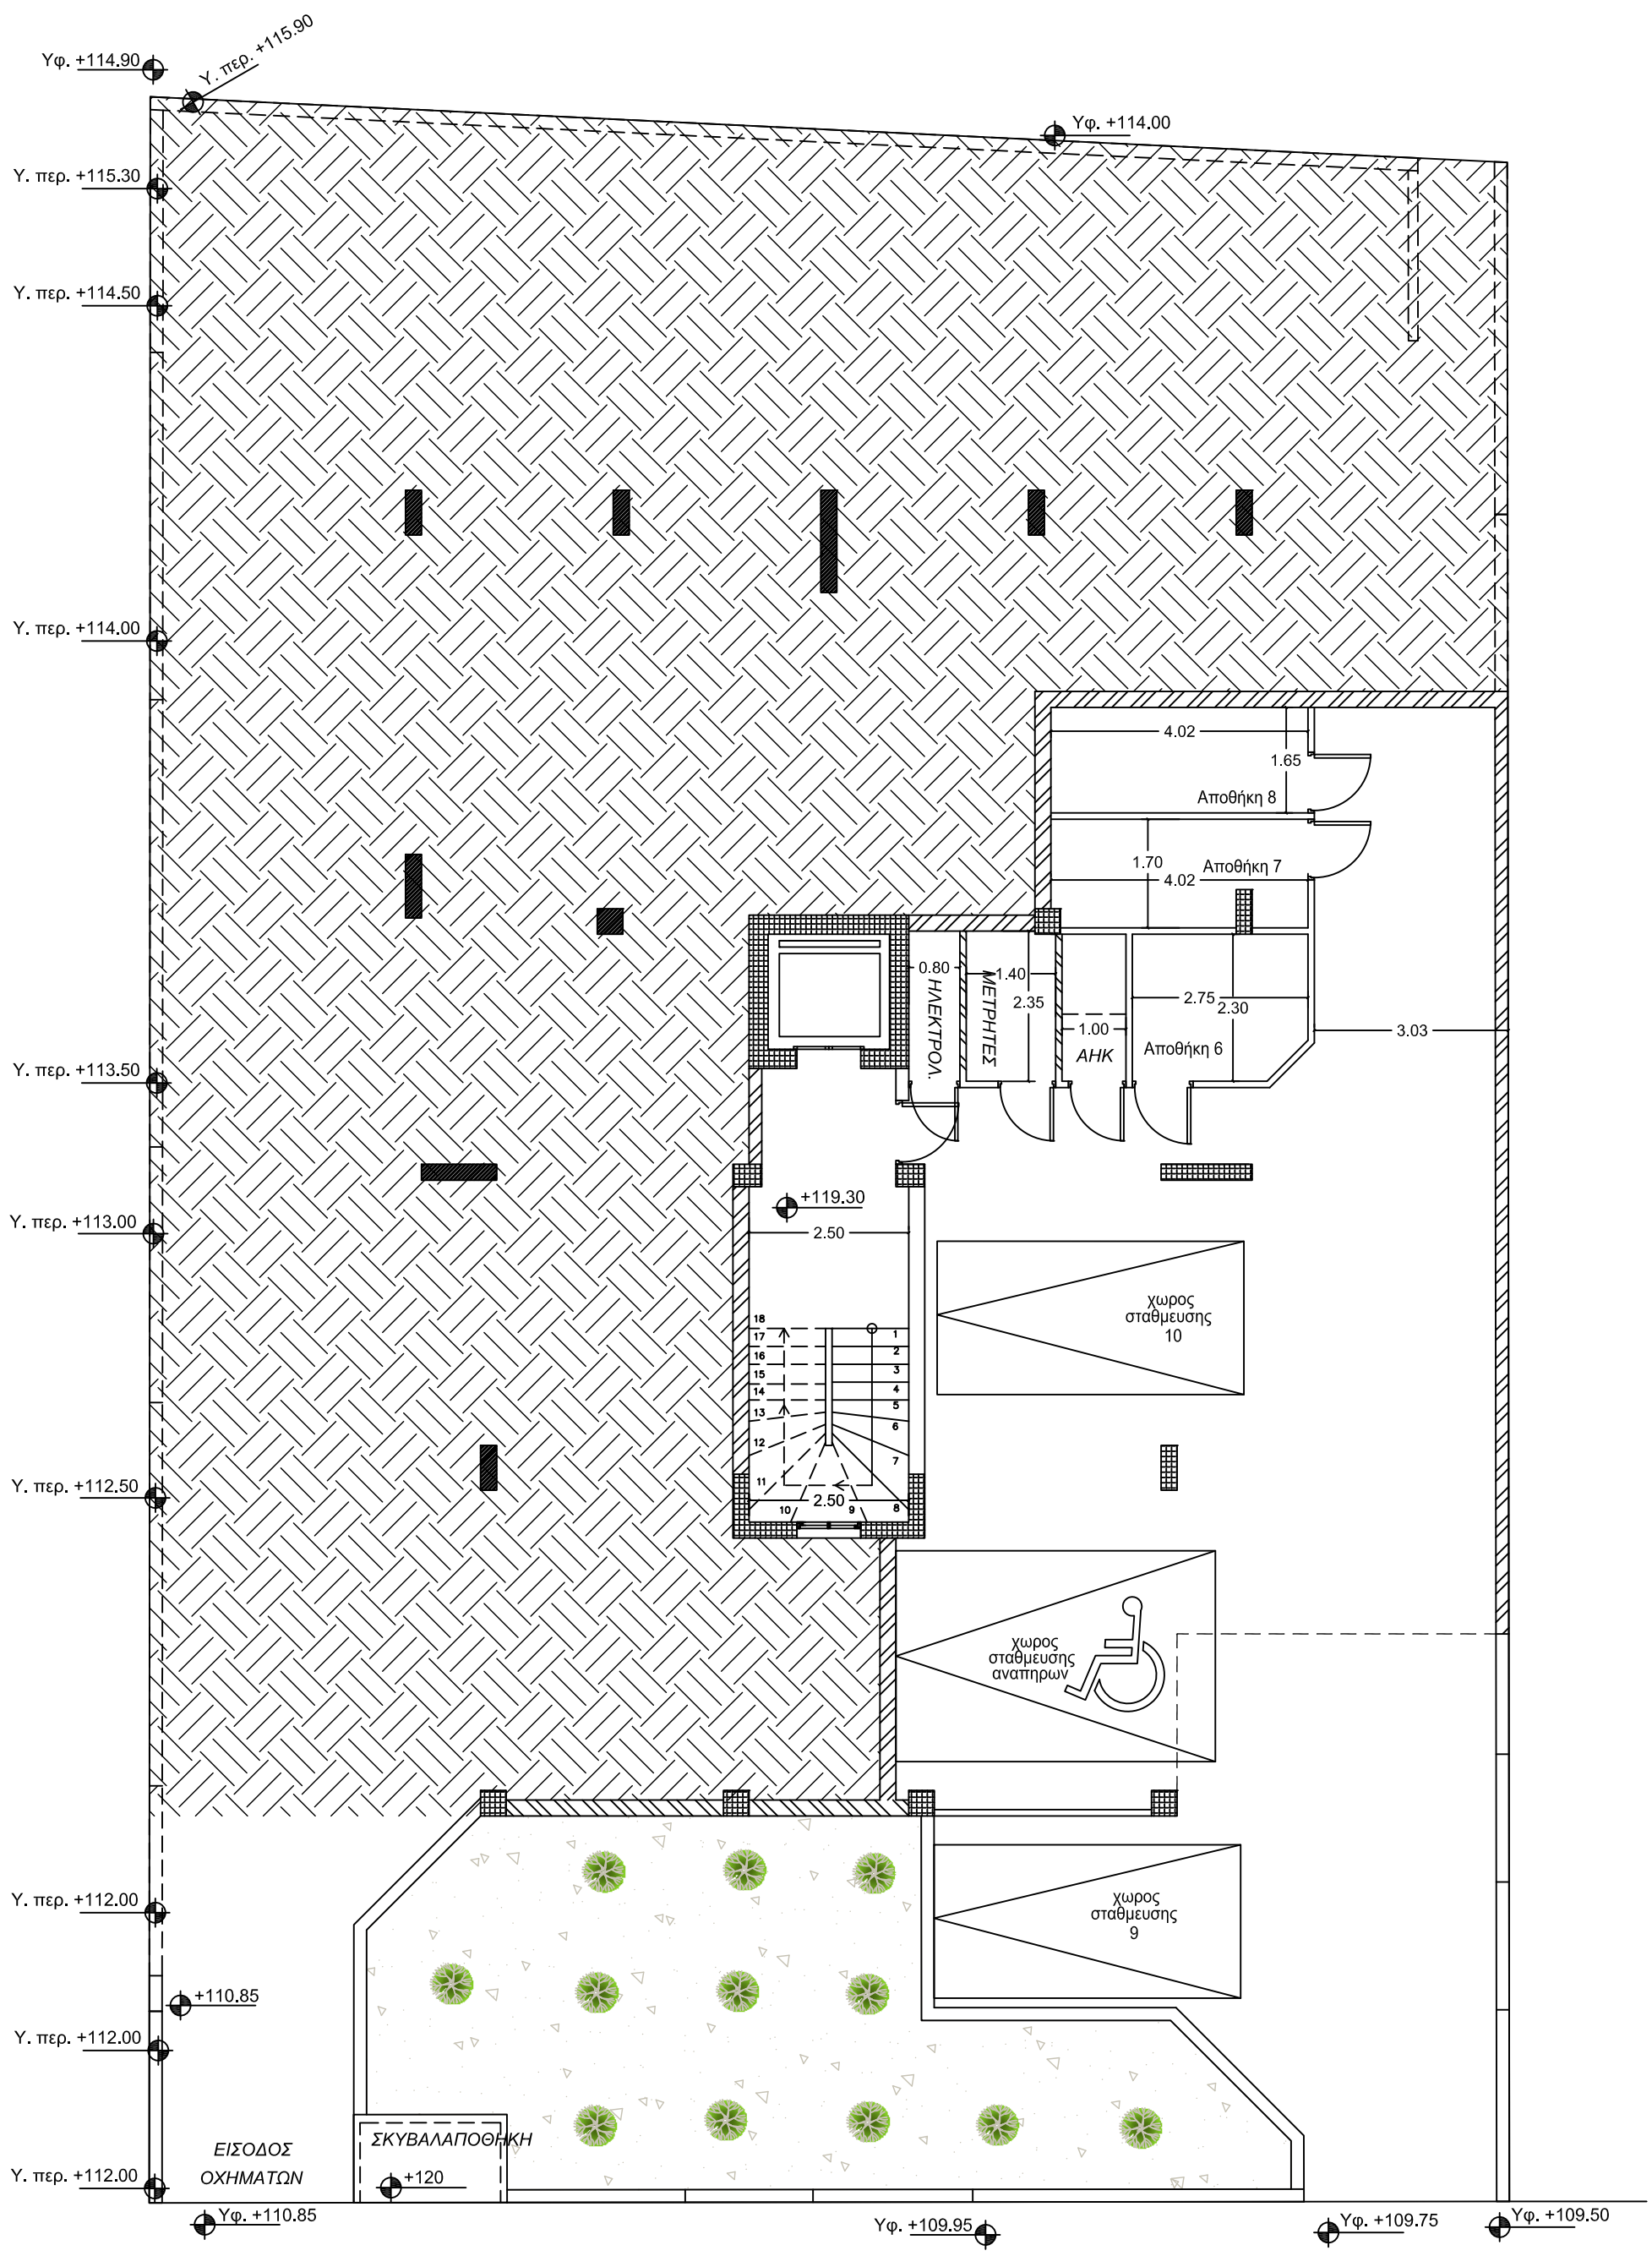 Υφ. +114.90
Υ. περ. +115.90
Υφ. +114.00
Υ. περ. +115.30
Υ. περ. +114.50
Υ. περ. +114.00
4.02
1.65
Αποθήκη 8
1.70
Αποθήκη 7
4.02
0.80
ΗΛΕΚΤΡΟΛ.
ΜΕΤΡΗΤΕΣ
1.40
2.35
1.00
ΑΗΚ
2.75
2.30
Αποθήκη 6
3.03
Υ. περ. +113.50
+119.30
2.50
Υ. περ. +113.00
χωρος
σταθμευσης
10
18
17
16
15
14
13
12
11
10
9
8
7
6
5
4
3
2
1
2.50
Υ. περ. +112.50
χωρος
σταθμευσης
αναπηρων
χωρος
σταθμευσης
9
Υ. περ. +112.00
+110.85
Υ. περ. +112.00
ΕΙΣΟΔΟΣ
ΟΧΗΜΑΤΩΝ
ΣΚΥΒΑΛΑΠΟΘΗΚΗ
+120
Υ. περ. +112.00
Υφ. +110.85
Υφ. +109.95
Υφ. +109.75
Υφ. +109.50